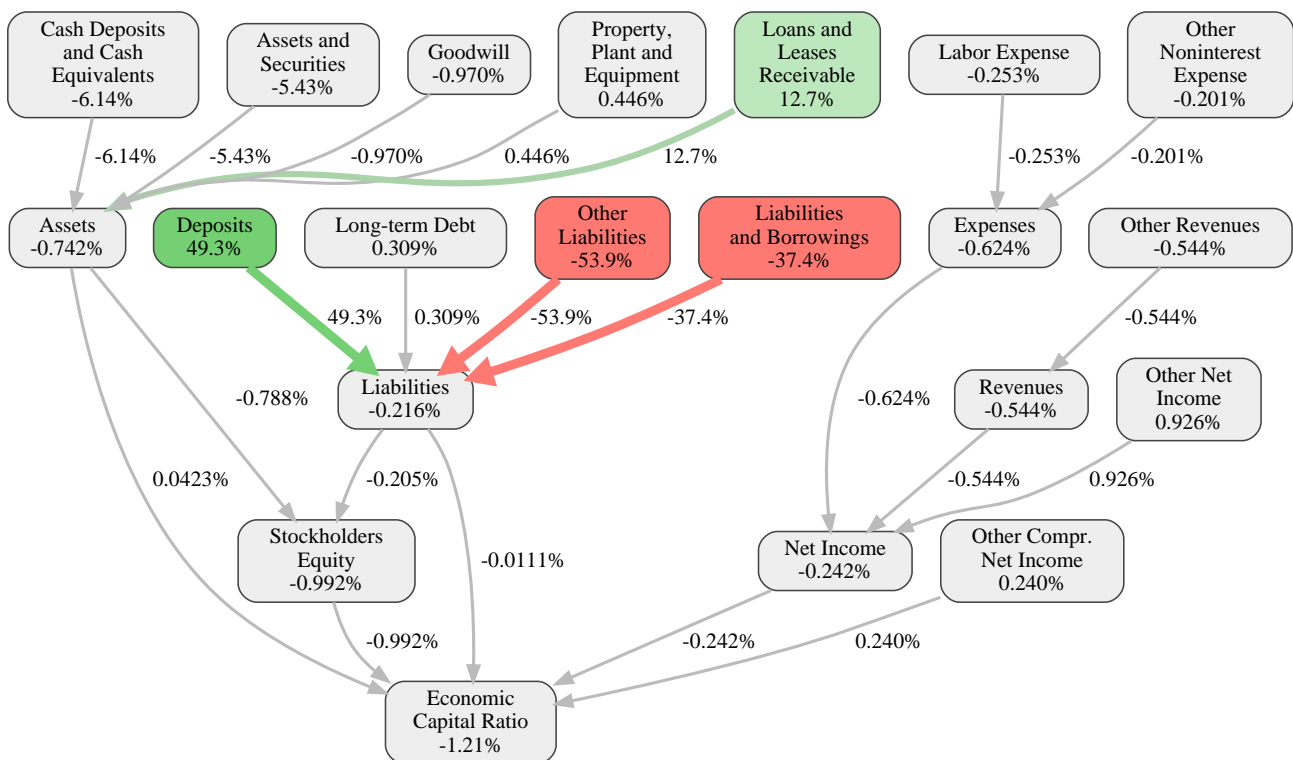 Cash Deposits
and Cash
Equivalents
-6.14%
Assets and
Securities
-5.43%
Goodwill
-0.970%
Property,
Plant and
Equipment
0.446%
Loans and
Leases
Receivable
12.7%
Labor Expense
-0.253%
Other
Noninterest
Expense
-0.201%
-6.14%
-5.43%
-0.970%
0.446%
12.7%
-0.253%
-0.201%
Assets
-0.742%
Deposits
49.3%
Long-term Debt
0.309%
Other
Liabilities
-53.9%
Liabilities
and Borrowings
-37.4%
Expenses
-0.624%
Other Revenues
-0.544%
49.3%
0.309%
-53.9%
-37.4%
-0.544%
Liabilities
-0.216%
Revenues
-0.544%
Other Net
Income
0.926%
-0.788%
-0.624%
0.0423%
-0.205%
-0.544%
0.926%
Stockholders
Equity
-0.992%
-0.0111%
Net Income
-0.242%
Other Compr.
Net Income
0.240%
-0.992%
-0.242%
0.240%
Economic
Capital Ratio
-1.21%